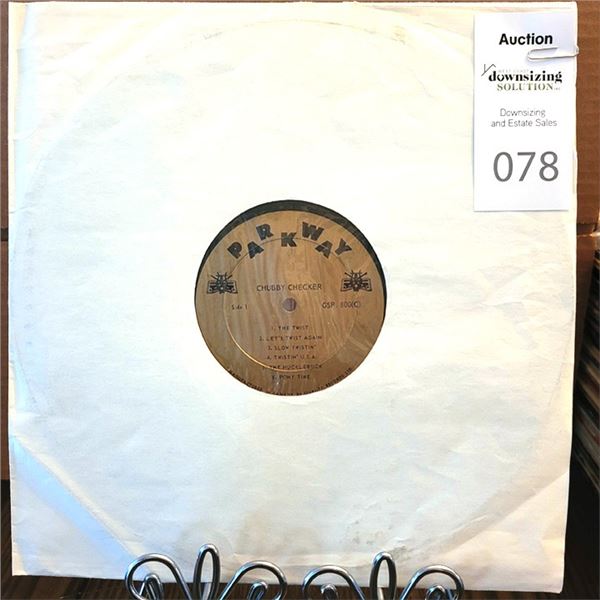 Auction
downsizing
SOLUTION
Downsizing
and Estate Sales
078
PARKWAY
CHUBBY CHECKER
Side 1
GSP 800(C)
1. THE TWIST
2. LET'S TWIST AGAIN
3. SLOW TWISTIN'
4. TWISTIN' U.S.A.
5. THE HUCKLEBUCK
6. PONY TIME